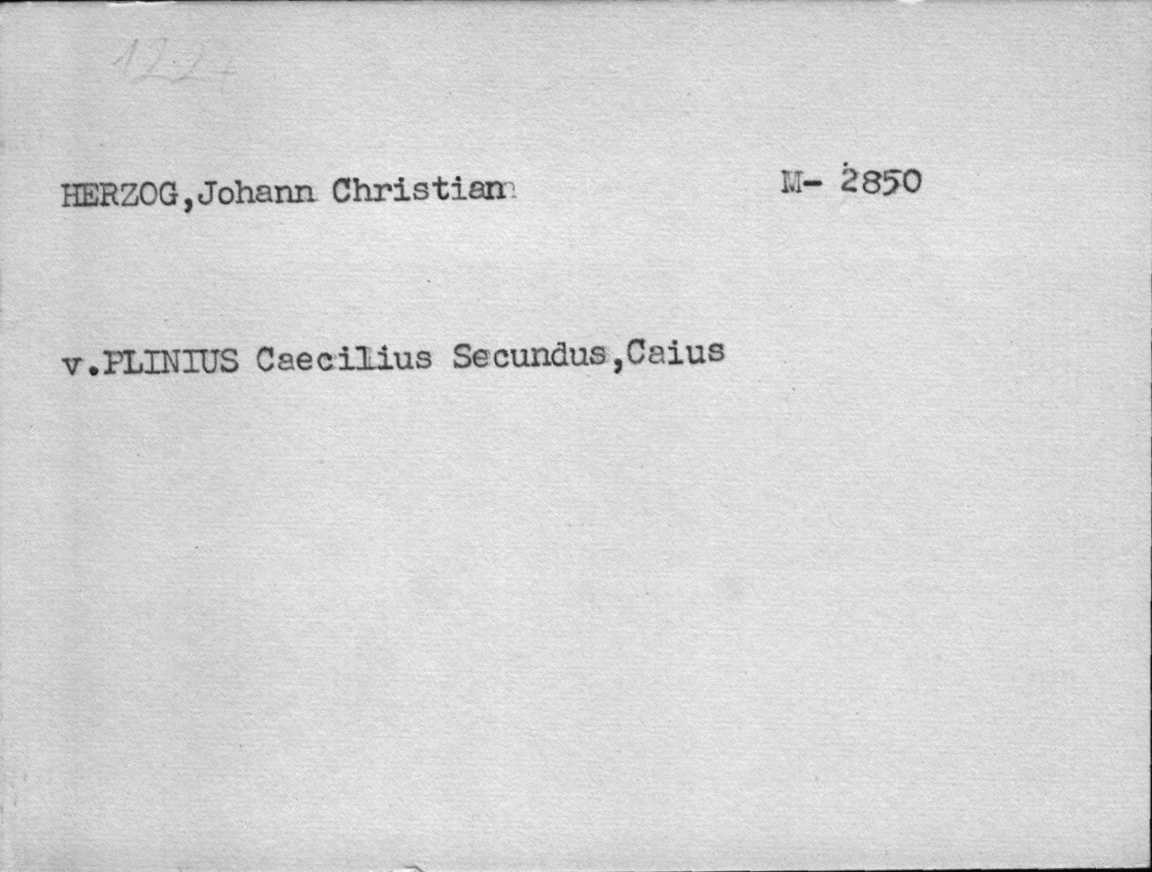 HERZOG,Johann Christian M- 2850
v.PLINIUS Caecilius Secundus,Caius